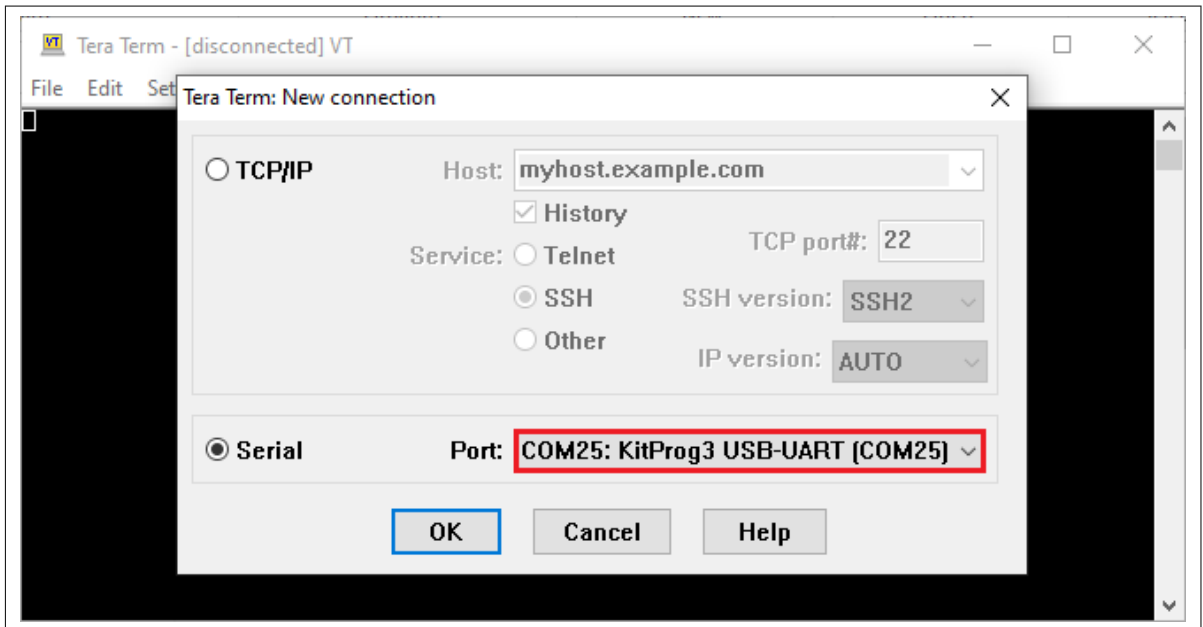 Tera Term - [disconnected] VT
File Edit Set
Tera Term: New connection
TCP/IP Host: myhost.example.com
History
Service: Telnet TCP port#: 22
SSH SSH version: SSH2
Other IP version: AUTO
Serial Port: COM25: KitProg3 USB-UART (COM25)
OK Cancel Help